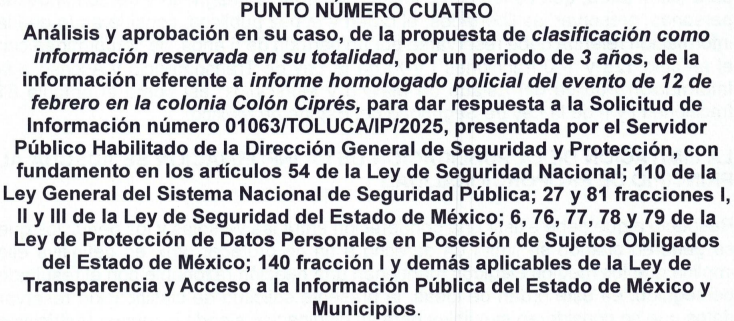 PUNTO NÚMERO CUATRO
Análisis y aprobación en su caso, de la propuesta de clasificación como
información reservada en su totalidad, por un periodo de 3 años, de la
información referente a informe homologado policial del evento de 12 de
febrero en la colonia Colón Ciprés, para dar respuesta a la Solicitud de
Información número 01063/TOLUCA/IP/2025, presentada por el Servidor
Público Habilitado de la Dirección General de Seguridad y Protección, con
fundamento en los artículos 54 de la Ley de Seguridad Nacional; 110 de la
Ley General del Sistema Nacional de Seguridad Pública; 27 y 81 fracciones I,
II y III de la Ley de Seguridad del Estado de México; 6, 76, 77, 78 y 79 de la
Ley de Protección de Datos Personales en Posesión de Sujetos Obligados
del Estado de México; 140 fracción I y demás aplicables de la Ley de
Transparencia y Acceso a la Información Pública del Estado de México y
Municipios.